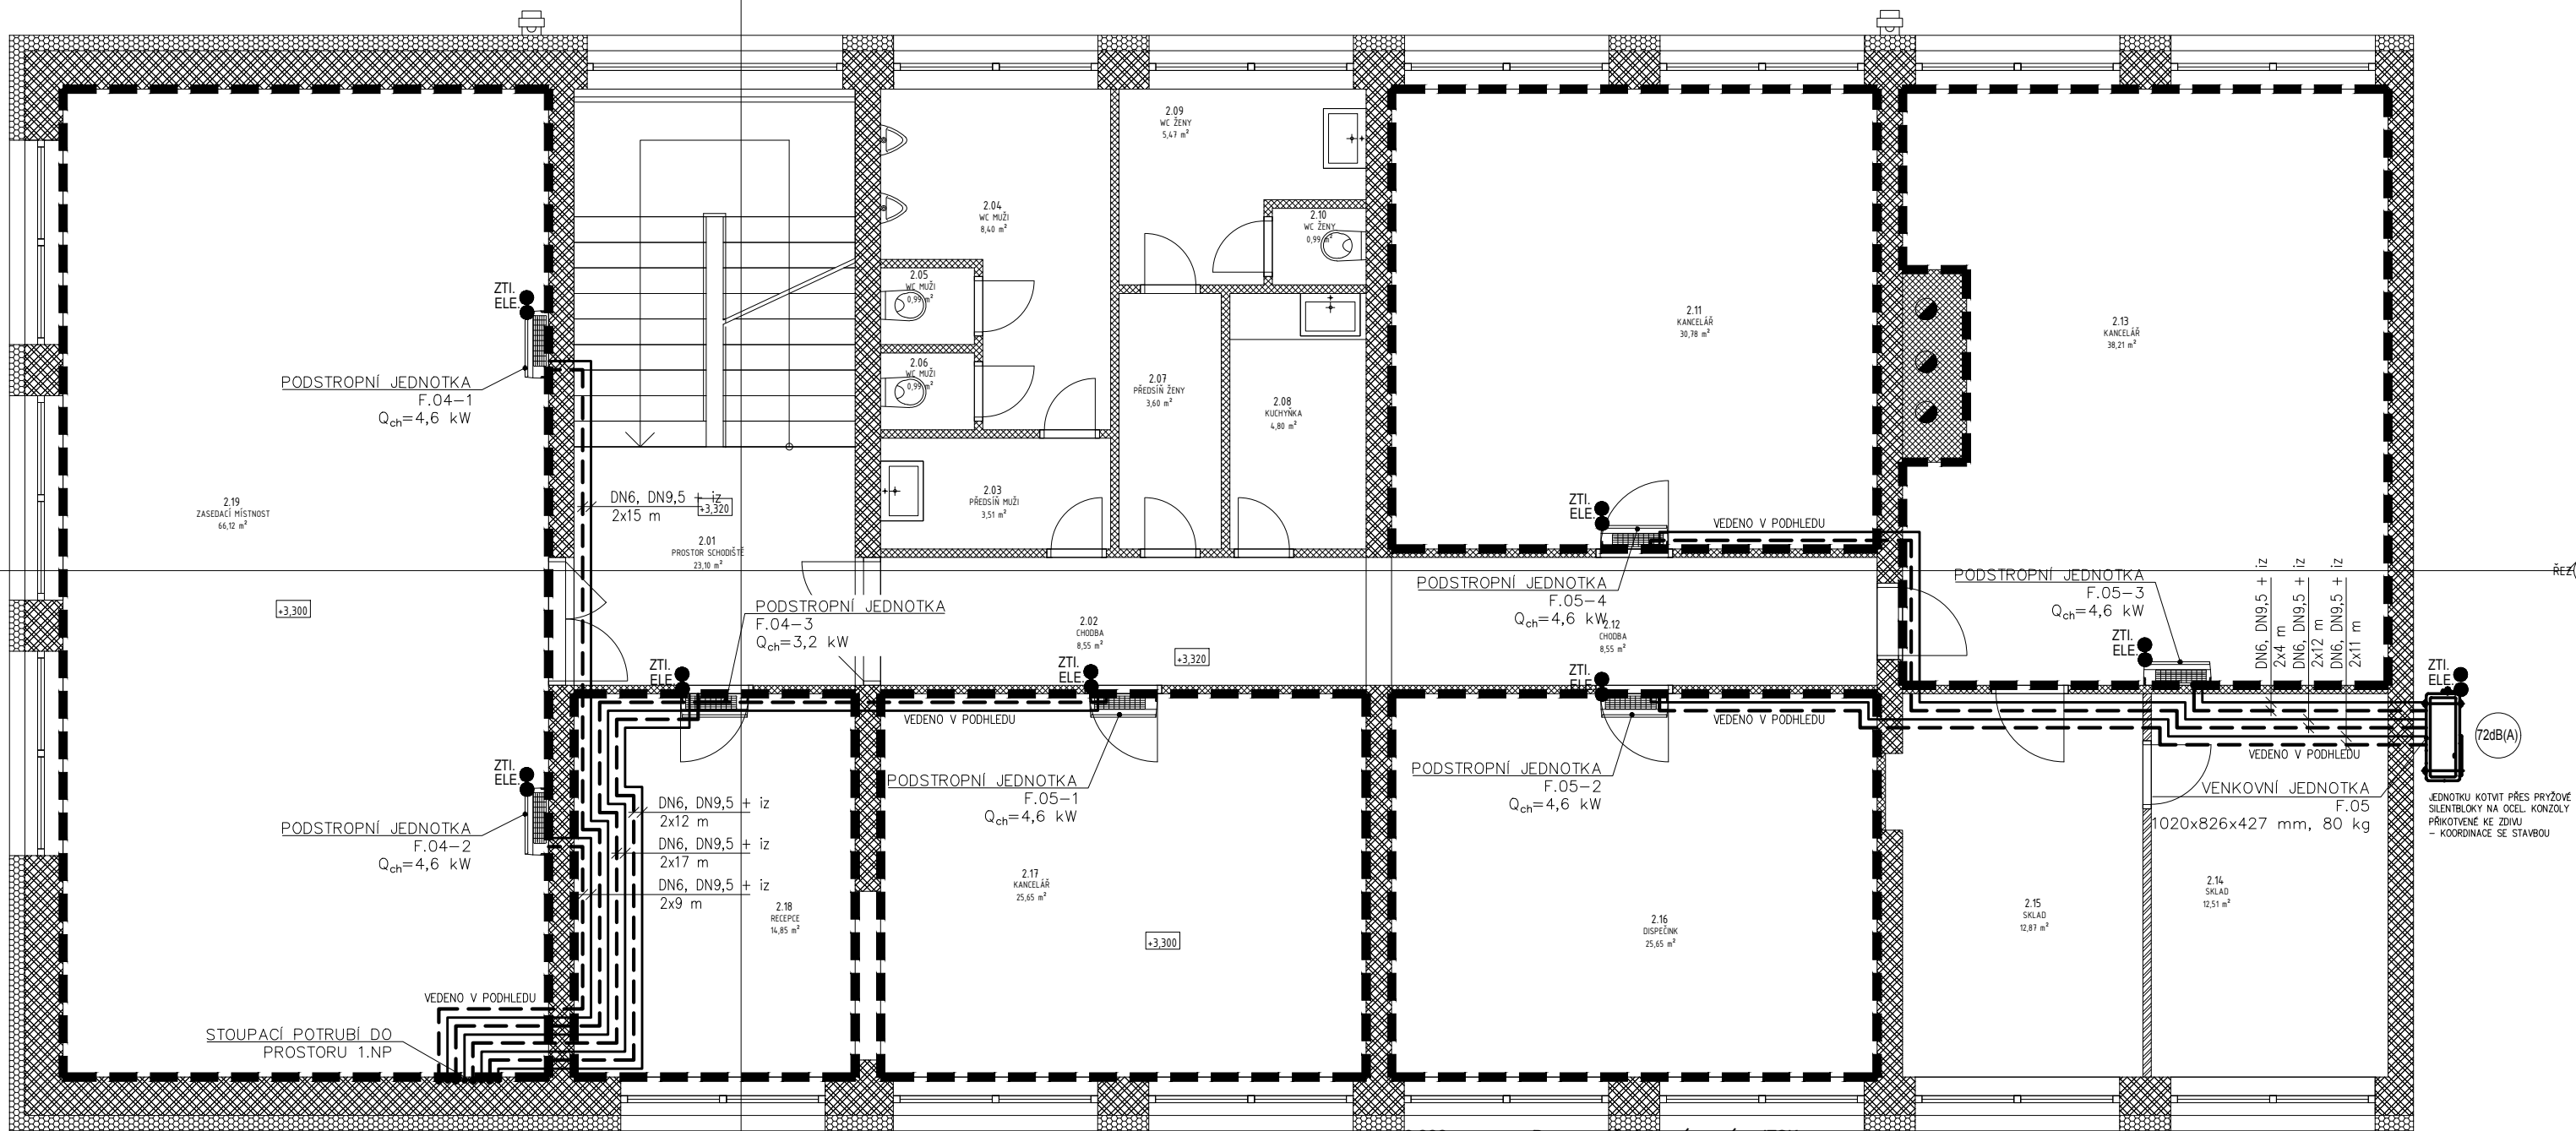 2.09
WC ŽENY
5,47 m²
2.04
WC MUŽI
8,40 m²
2.10
WC ŽENY
0,99 m²
2.05
WC MUŽI
0,99 m²
2.06
WC MUŽI
0,99 m²
2.07
PŘEDSÍŇ ŽENY
3,60 m²
2.08
KUCHYŇKA
4,80 m²
2.11
KANCELÁŘ
30,78 m²
2.13
KANCELÁŘ
38,21 m²
ZTI.
ELE.
PODSTROPNÍ JEDNOTKA
F.04-1
Qch=4,6 kW
2.19
ZASEDACÍ MÍSTNOST
66,12 m²
+3,300
DN6, DN9,5 + iz
2x15 m
+3,320
2.01
PROSTOR SCHODIŠTĚ
23,10 m²
2.03
PŘEDSÍŇ MUŽI
3,51 m²
ZTI.
ELE.
VEDENO V PODHLEDU
PODSTROPNÍ JEDNOTKA
F.05-4
Qch=4,6 kW
2.12
CHODBA
8,55 m²
PODSTROPNÍ JEDNOTKA
F.05-3
Qch=4,6 kW
ZTI.
ELE.
DN6, DN9,5 + iz
2x4 m
DN6, DN9,5 + iz
2x12 m
DN6, DN9,5 + iz
2x11 m
ŘEZ
PODSTROPNÍ JEDNOTKA
F.04-3
Qch=3,2 kW
2.02
CHODBA
8,55 m²
+3,320
ZTI.
ELE.
ZTI.
ELE.
ZTI.
ELE.
ZTI.
ELE.
VEDENO V PODHLEDU
VEDENO V PODHLEDU
VEDENO V PODHLEDU
72dB(A)
ZTI.
ELE.
PODSTROPNÍ JEDNOTKA
F.04-2
Qch=4,6 kW
PODSTROPNÍ JEDNOTKA
F.05-1
Qch=4,6 kW
PODSTROPNÍ JEDNOTKA
F.05-2
Qch=4,6 kW
VENKOVNÍ JEDNOTKA
F.05
1020x826x427 mm, 80 kg
JEDNOTKU KOTVIT PŘES PRYŽOVÉ
SILENTBLOKY NA OCEL. KONZOLY
PŘIKOTVENÉ KE ZDIVU
- KOORDINACE SE STAVBOU
DN6, DN9,5 + iz
2x12 m
DN6, DN9,5 + iz
2x17 m
DN6, DN9,5 + iz
2x9 m
2.18
RECEPCE
14,85 m²
2.17
KANCELÁŘ
25,65 m²
+3,300
2.16
DISPEČINK
25,65 m²
2.15
SKLAD
12,87 m²
2.14
SKLAD
12,51 m²
VEDENO V PODHLEDU
STOUPACÍ POTRUBÍ DO
PROSTORU 1.NP